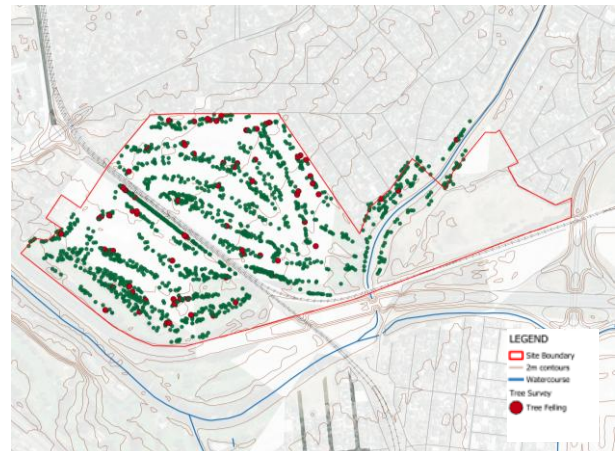 LEGEND
Site Boundary
2m contours
Watercourse
Tree Survey
Tree Felling